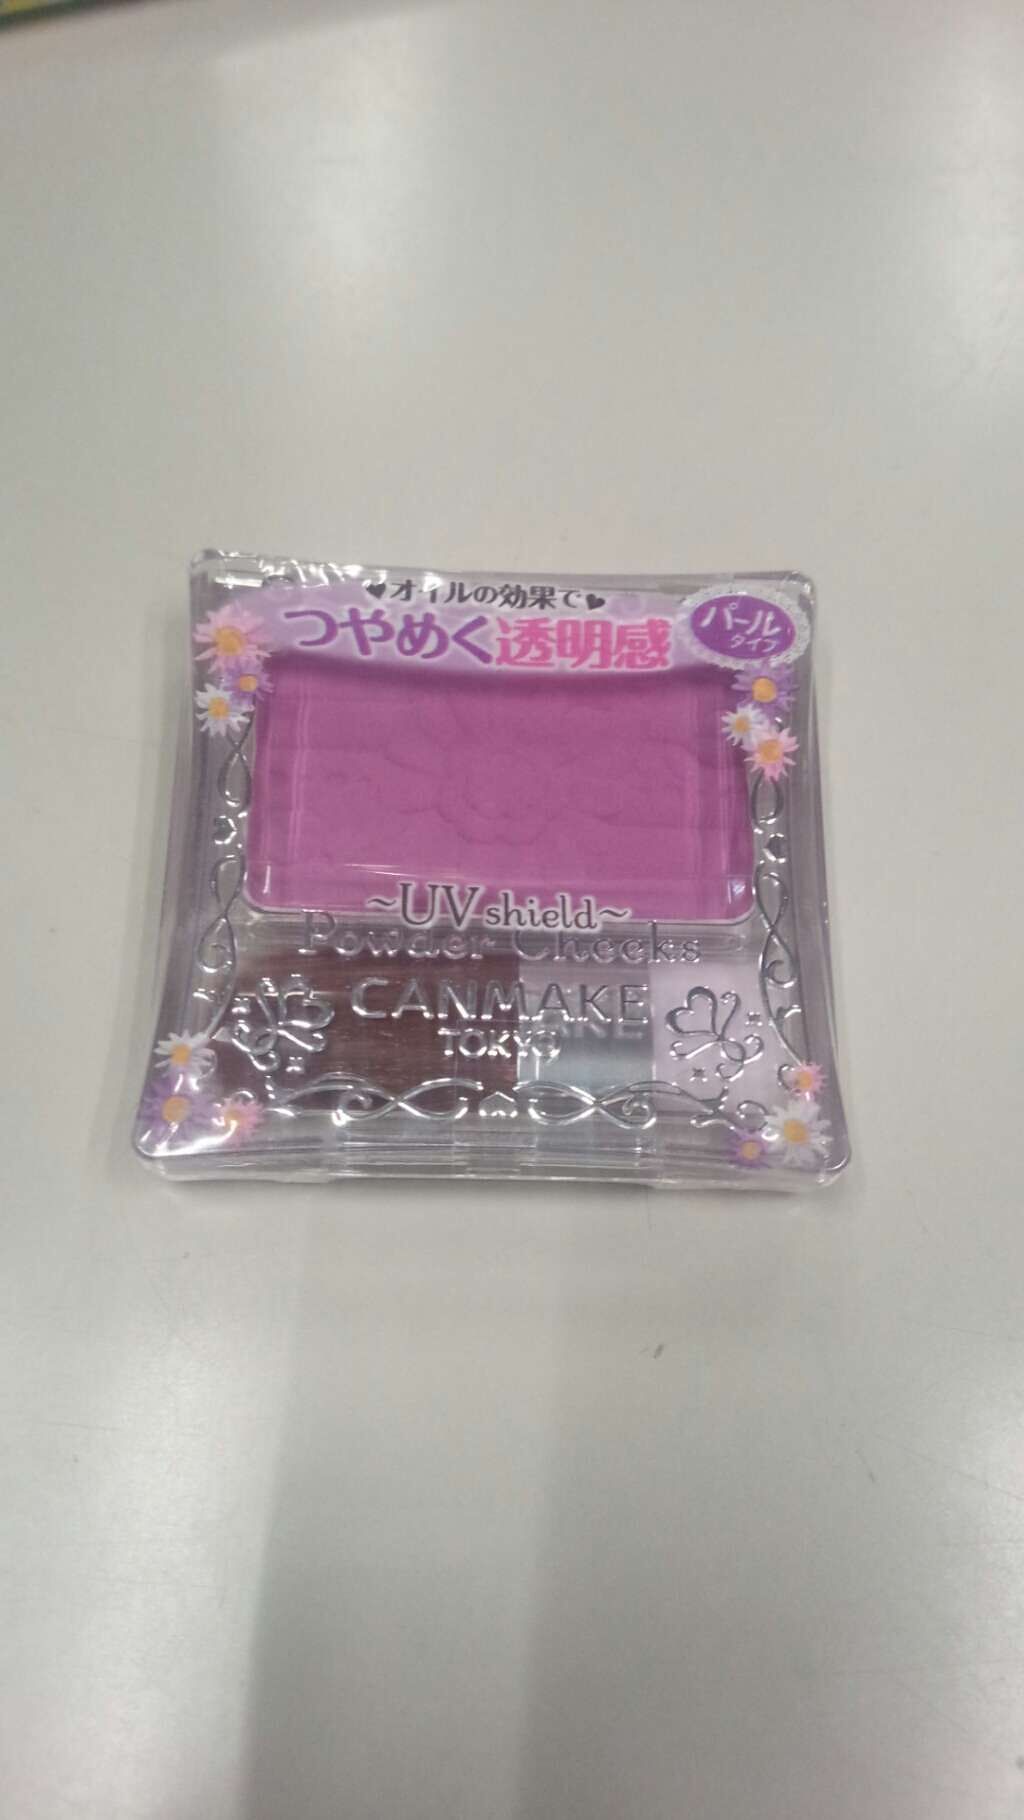 ♥オイルの効果で♥
つやめく透明感
パール
タイプ
~UV shield~
Powder Cheeks
CANMAKE
TOKYO